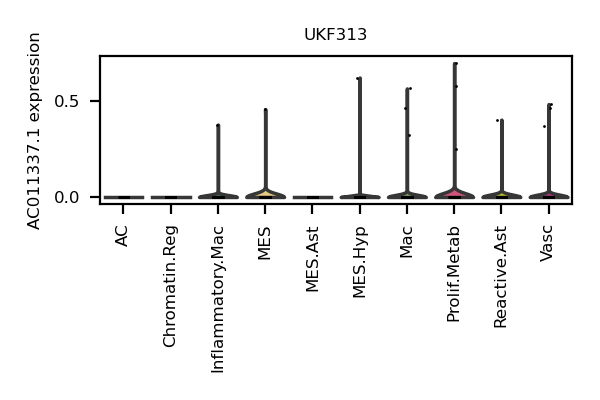 UKF313
AC011337.1 expression
0.5
0.0
AC
Chromatin.Reg
Inflammatory.Mac
MES
MES.Ast
MES.Hyp
Mac
Prolif.Metab
Reactive.Ast
Vasc